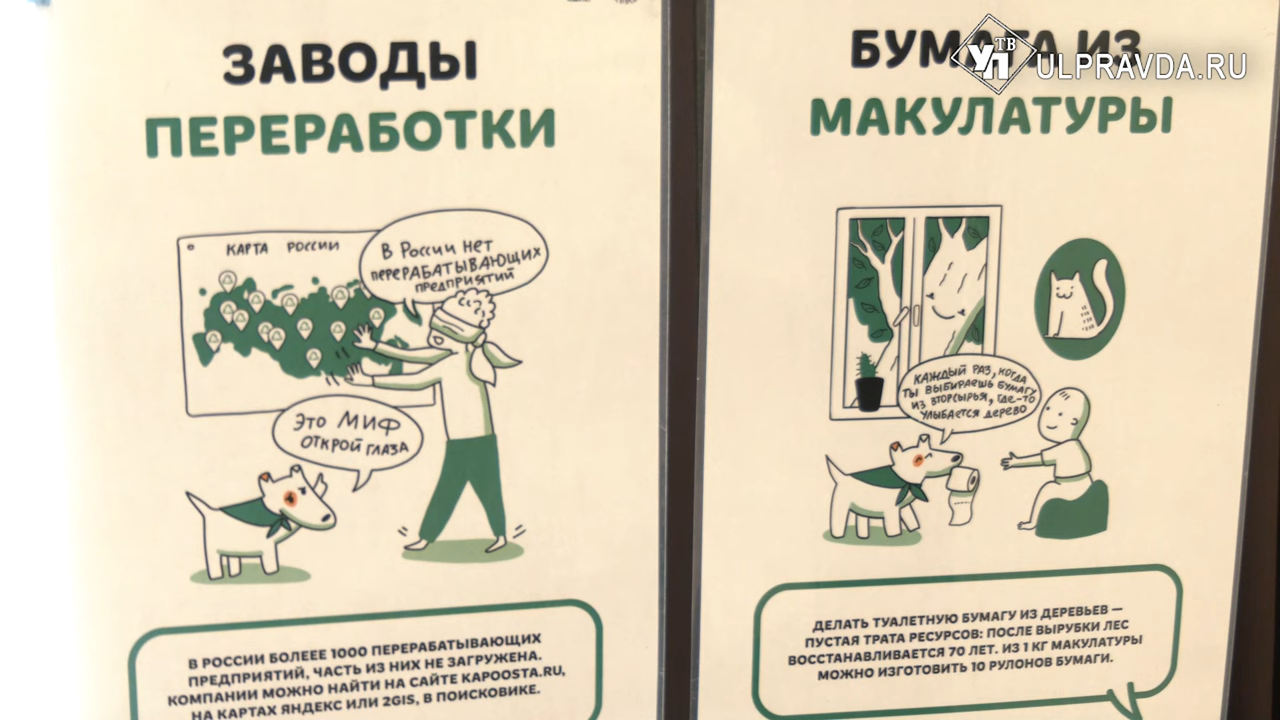 ЗАВОДЫ
ПЕРЕРАБОТКИ
КАРТА РОССИИ
В России нет
перерабатывающих
предприятий
Это миф
открой глаза
В РОССИИ БОЛЕЕЕ 1000 ПЕРЕРАБАТЫВАЮЩИХ
ПРЕДПРИЯТИЙ, ЧАСТЬ ИЗ НИХ НЕ ЗАГРУЖЕНА.
КОМПАНИИ МОЖНО НАЙТИ НА САЙТЕ KAPOOSTA.RU,
НА КАРТАХ ЯНДЕКС ИЛИ 2GIS, В ПОИСКОВИКЕ.
БУМАГА ИЗ
МАКУЛАТУРЫ
УП ТВ ULPRAVDA.RU
КАЖДЫЙ РАЗ, КОГДА
ТЫ ВЫБИРАЕШЬ БУМАГУ
ИЗ ВТОРСЫРЬЯ, ГДЕ-ТО
УЛЫБАЕТСЯ ДЕРЕВО
ДЕЛАТЬ ТУАЛЕТНУЮ БУМАГУ ИЗ ДЕРЕВЬЕВ —
ПУСТАЯ ТРАТА РЕСУРСОВ: ПОСЛЕ ВЫРУБКИ ЛЕС
ВОССТАНАВЛИВАЕТСЯ 70 ЛЕТ. ИЗ 1 КГ МАКУЛАТУРЫ
МОЖНО ИЗГОТОВИТЬ 10 РУЛОНОВ БУМАГИ.